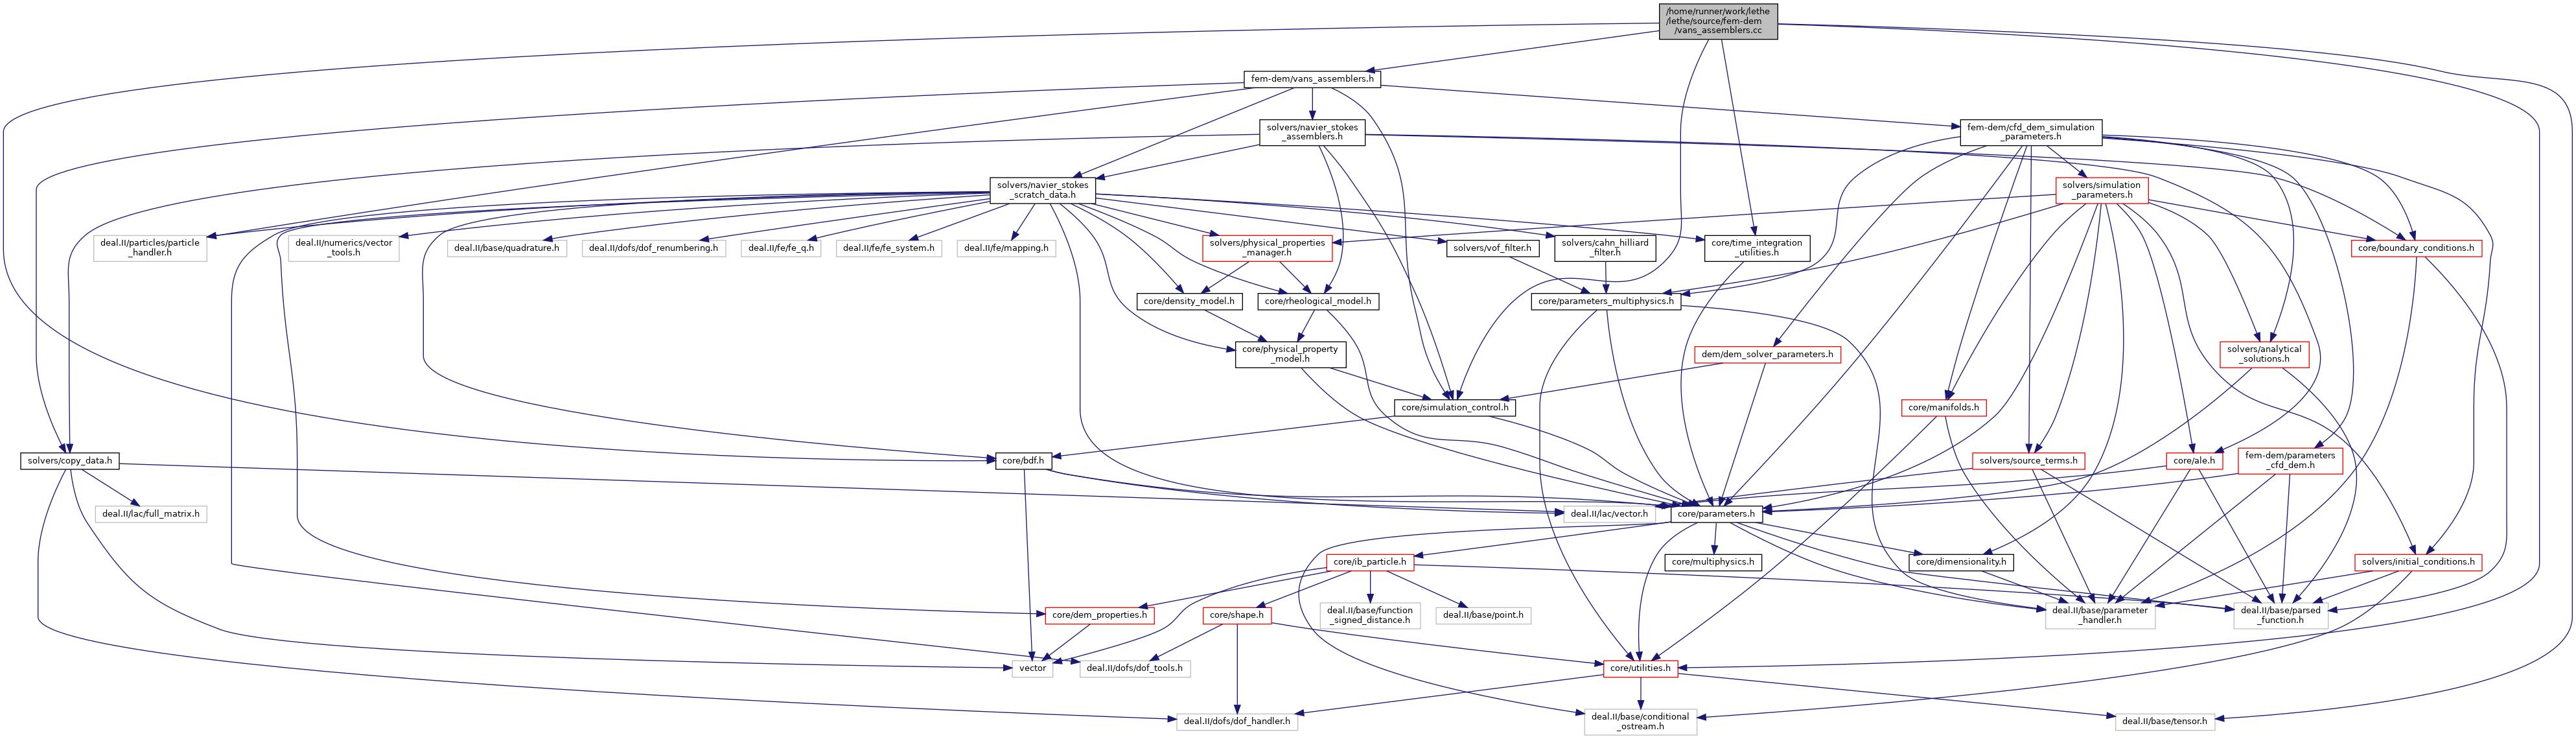 /home/runner/work/lethe
/lethe/source/fem-dem
/vans_assemblers.cc
fem-dem/vans_assemblers.h
solvers/navier_stokes
_assemblers.h
fem-dem/cfd_dem_simulation
_parameters.h
solvers/navier_stokes
_scratch_data.h
solvers/simulation
_parameters.h
deal.II/particles/particle
_handler.h
deal.II/numerics/vector
_tools.h
deal.II/base/quadrature.h
deal.II/dofs/dof_renumbering.h
deal.II/fe/fe_q.h
deal.II/fe/fe_system.h
deal.II/fe/mapping.h
solvers/physical_properties
_manager.h
solvers/vof_filter.h
solvers/cahn_hilliard
_filter.h
core/time_integration
_utilities.h
core/boundary_conditions.h
core/density_model.h
core/rheological_model.h
core/parameters_multiphysics.h
core/physical_property
_model.h
dem/dem_solver_parameters.h
solvers/analytical
_solutions.h
core/simulation_control.h
core/manifolds.h
solvers/copy_data.h
core/bdf.h
solvers/source_terms.h
core/ale.h
fem-dem/parameters
_cfd_dem.h
deal.II/lac/full_matrix.h
deal.II/lac/vector.h
core/parameters.h
core/ib_particle.h
core/multiphysics.h
core/dimensionality.h
solvers/initial_conditions.h
core/dem_properties.h
core/shape.h
deal.II/base/function
_signed_distance.h
deal.II/base/point.h
deal.II/base/parameter
_handler.h
deal.II/base/parsed
_function.h
vector
deal.II/dofs/dof_tools.h
core/utilities.h
deal.II/dofs/dof_handler.h
deal.II/base/conditional
_ostream.h
deal.II/base/tensor.h